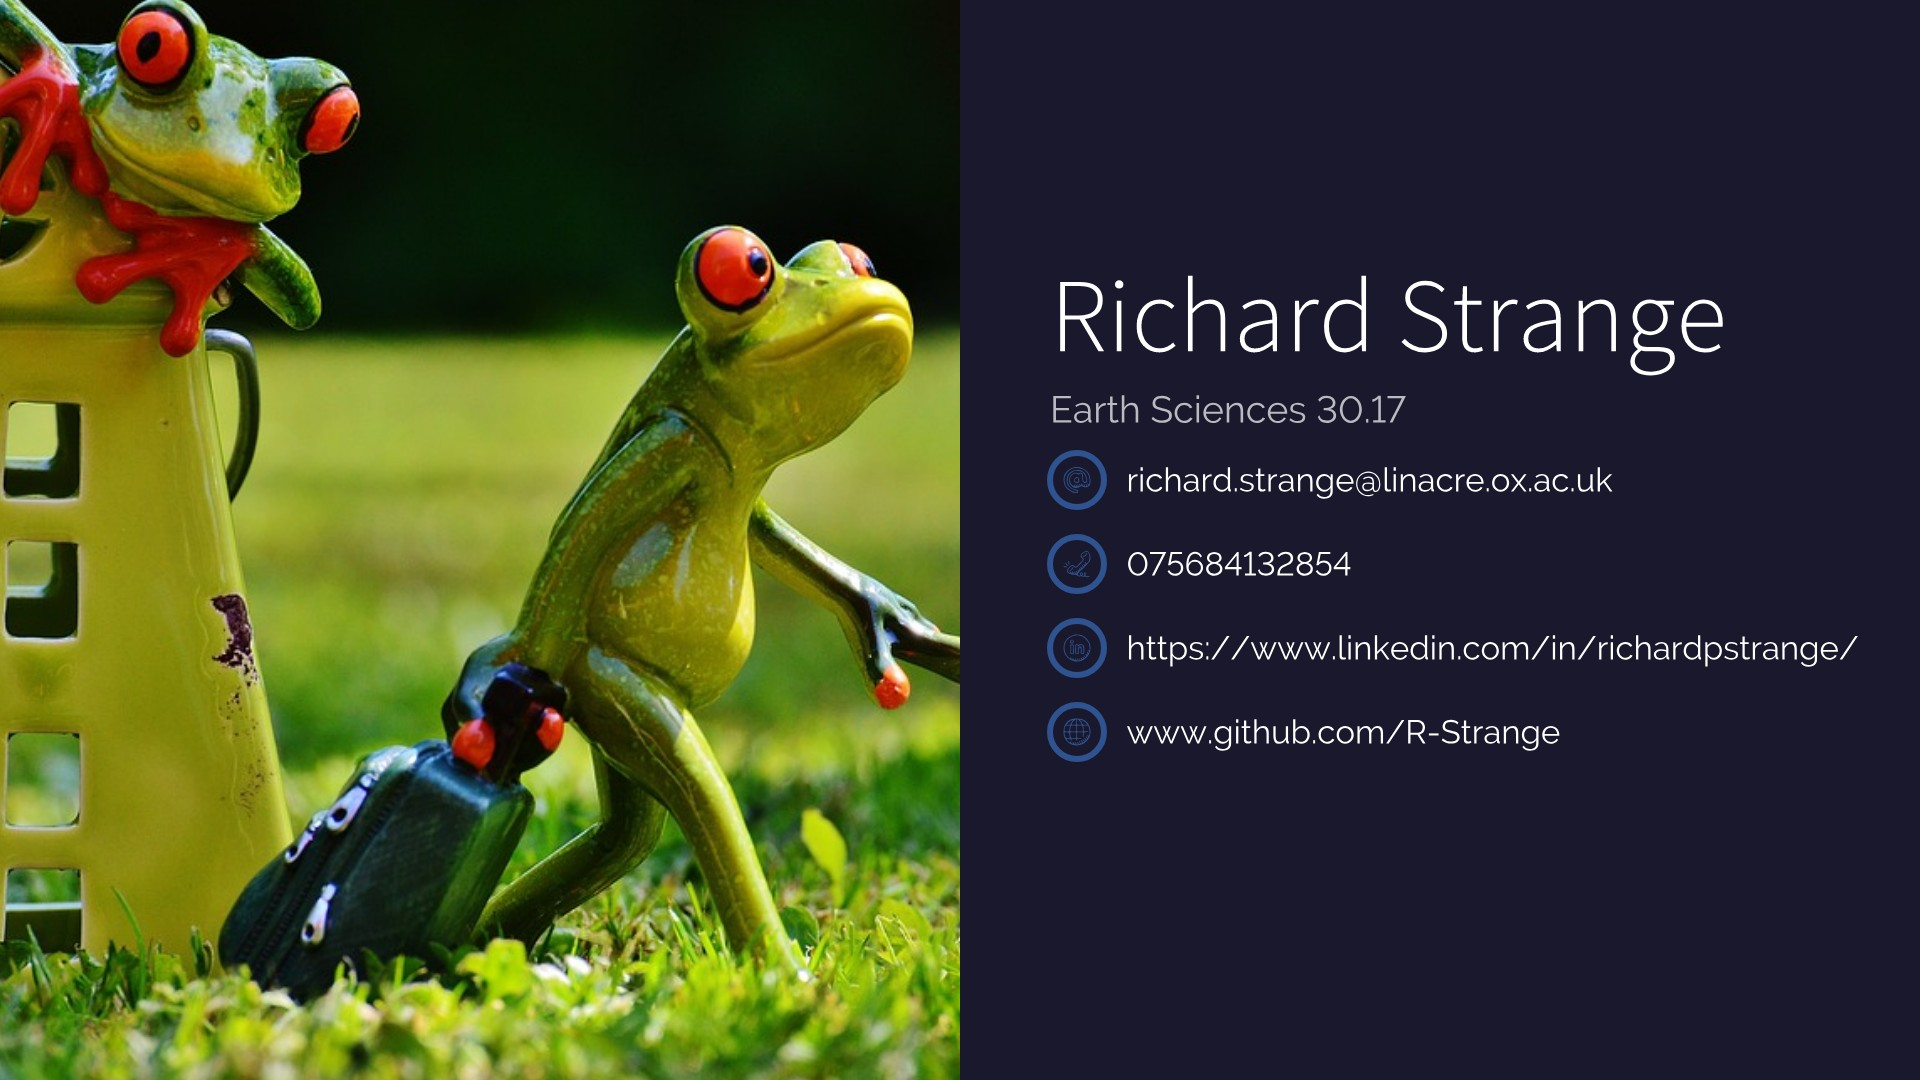 Richard Strange
Earth Sciences 30.17
richard.strange@linacre.ox.ac.uk
075684132854
https://www.linkedin.com/in/richardpstrange/
www.github.com/R-Strange